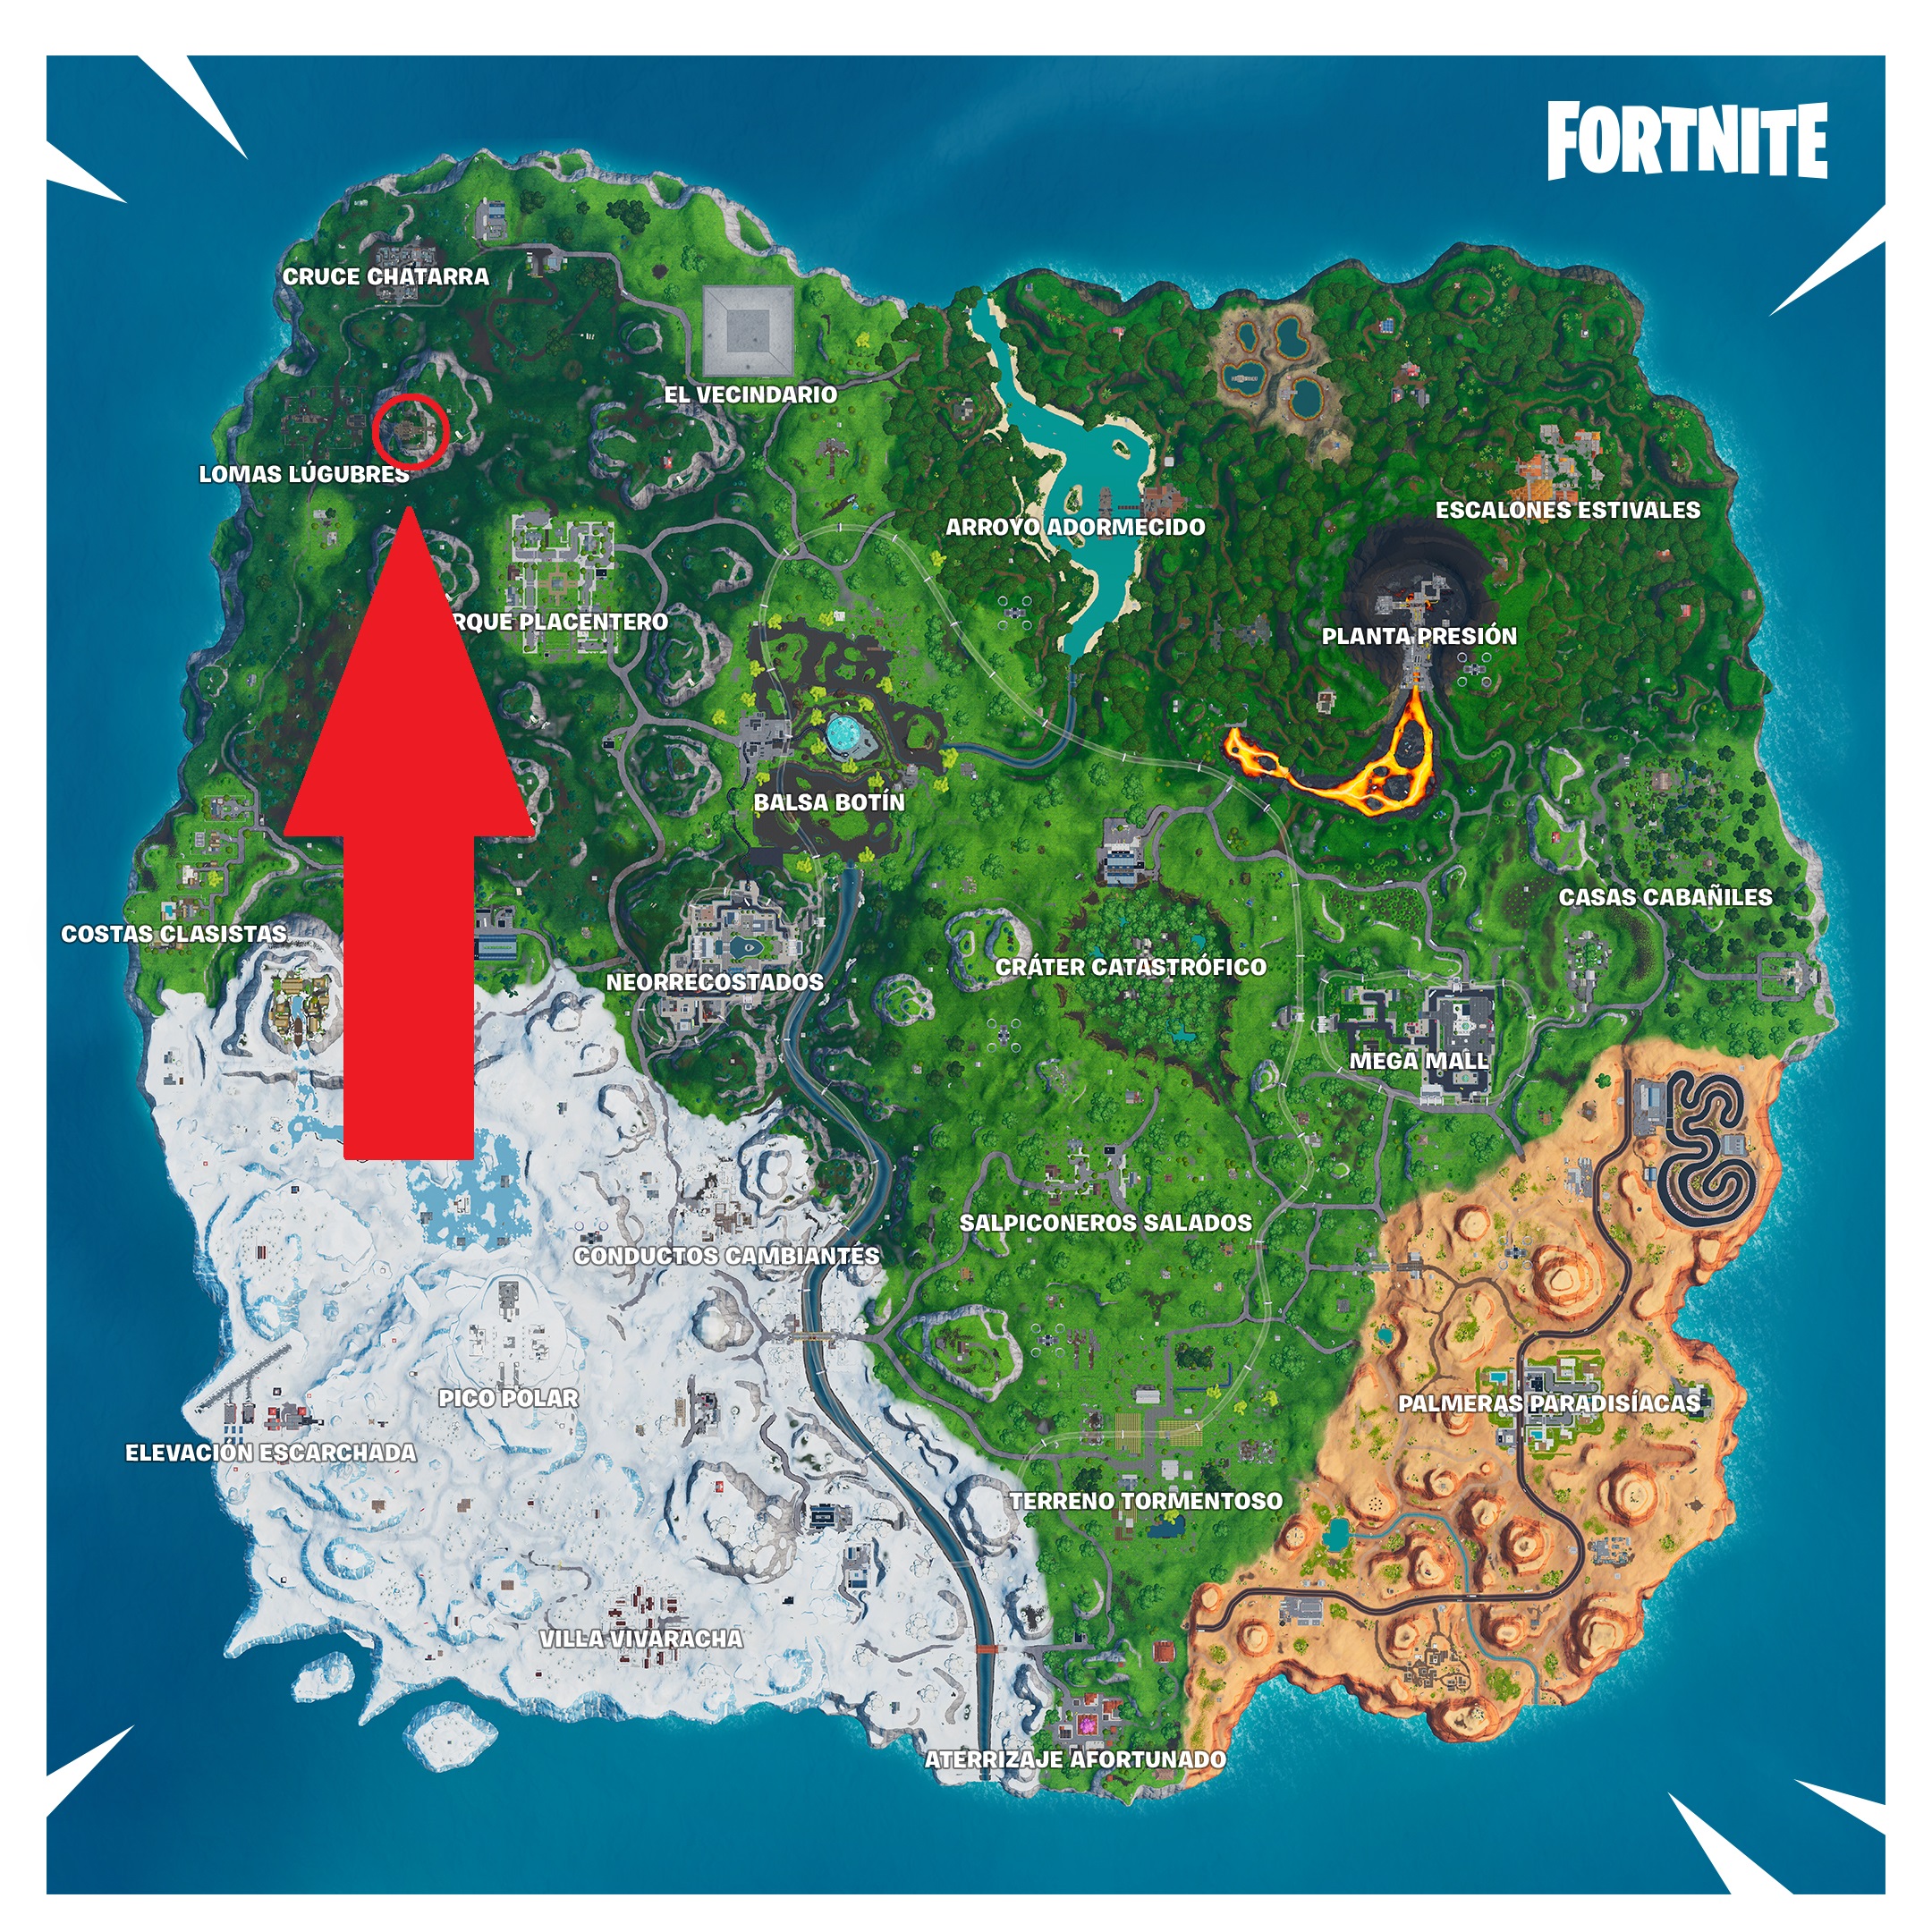 FORTNITE
CRUCE CHATARRA
EL VECINDARIO
LOMAS LÚGUBRES
ESCALONES ESTIVALES
ARROYO ADORMECIDO
RQUE PLACENTERO
PLANTA PRESIÓN
BALSA BOTÍN
CASAS CABAÑILES
COSTAS CLASISTAS
CRÁTER CATASTRÓFICO
NEORRECOSTADOS
MEGA MALL
SALPICONEROS SALADOS
CONDUCTOS CAMBIANTES
PICO POLAR
PALMERAS PARADISÍACAS
ELEVACIÓN ESCARCHADA
TERRENO TORMENTOSO
VILLA VIVARACHA
ATERRIZAJE AFORTUNADO